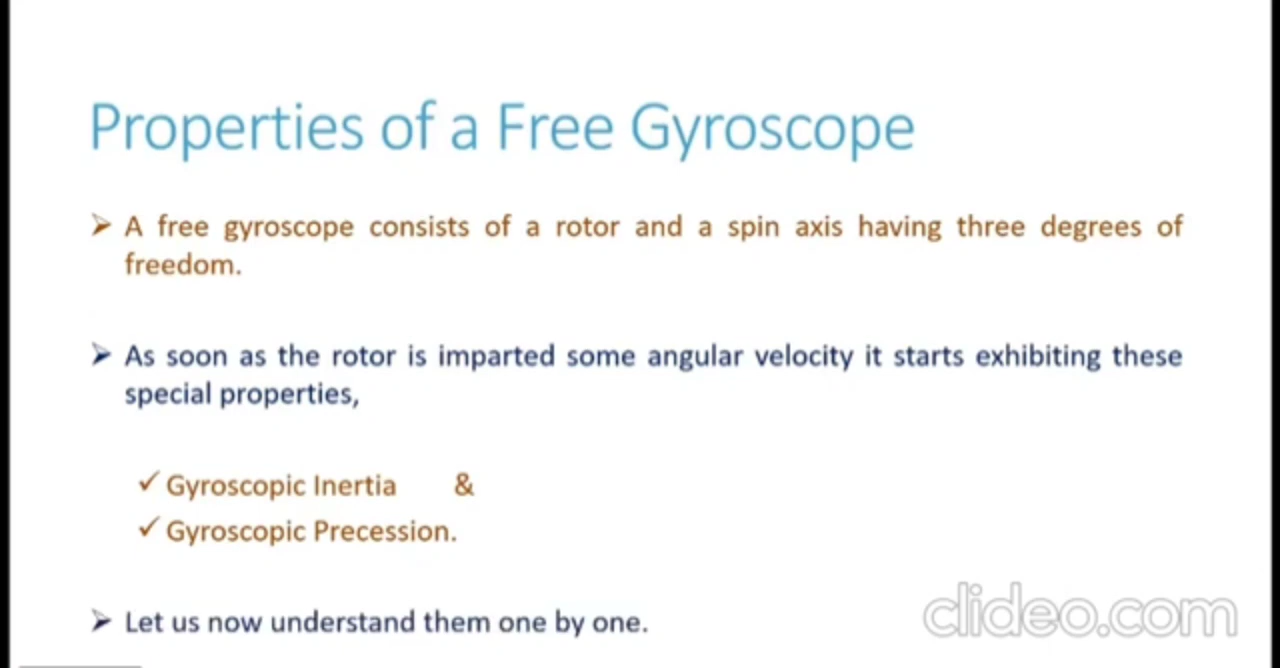 Properties of a Free Gyroscope
➢ A free gyroscope consists of a rotor and a spin axis having three degrees of
freedom.
➢ As soon as the rotor is imparted some angular velocity it starts exhibiting these
special properties,
✓ Gyroscopic Inertia &
✓ Gyroscopic Precession.
➢ Let us now understand them one by one.
clideo.com